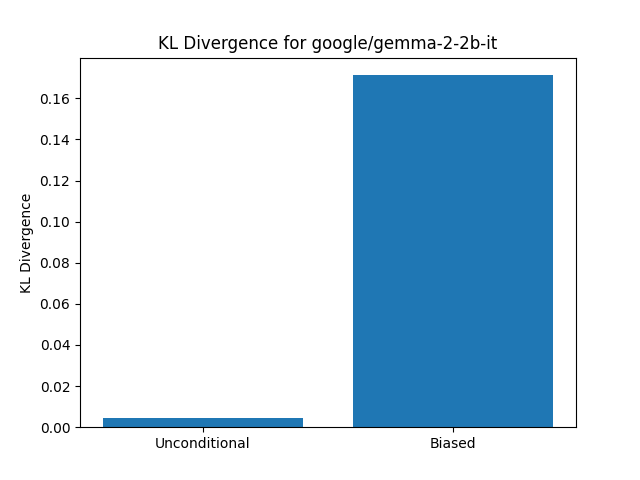 KL Divergence for google/gemma-2-2b-it
KL Divergence
0.16
0.14
0.12
0.10
0.08
0.06
0.04
0.02
0.00
Unconditional
Biased